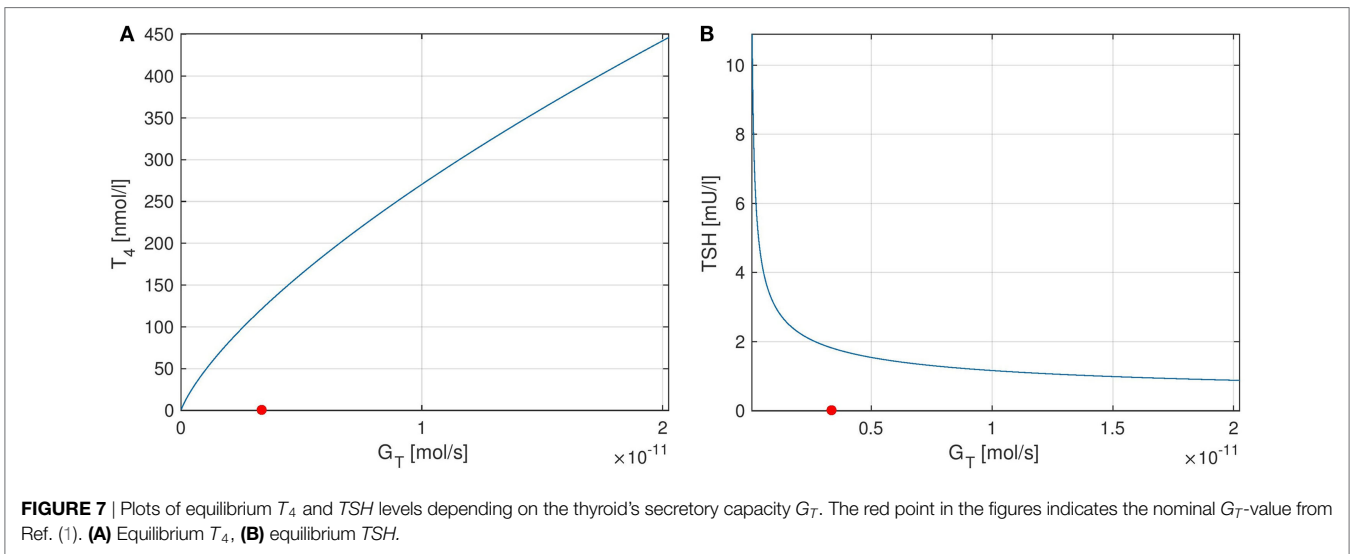 A
450
400
350
300
250
200
150
100
50
0
T4 [nmol/l]
0 1 2
GT [mol/s]
×10-11
B
10
8
6
4
2
0
TSH [mU/l]
0.5 1 1.5 2
GT [mol/s]
×10-11
FIGURE 7 | Plots of equilibrium T4 and TSH levels depending on the thyroid's secretory capacity GT. The red point in the figures indicates the nominal GT-value from
Ref. (1). (A) Equilibrium T4, (B) equilibrium TSH.